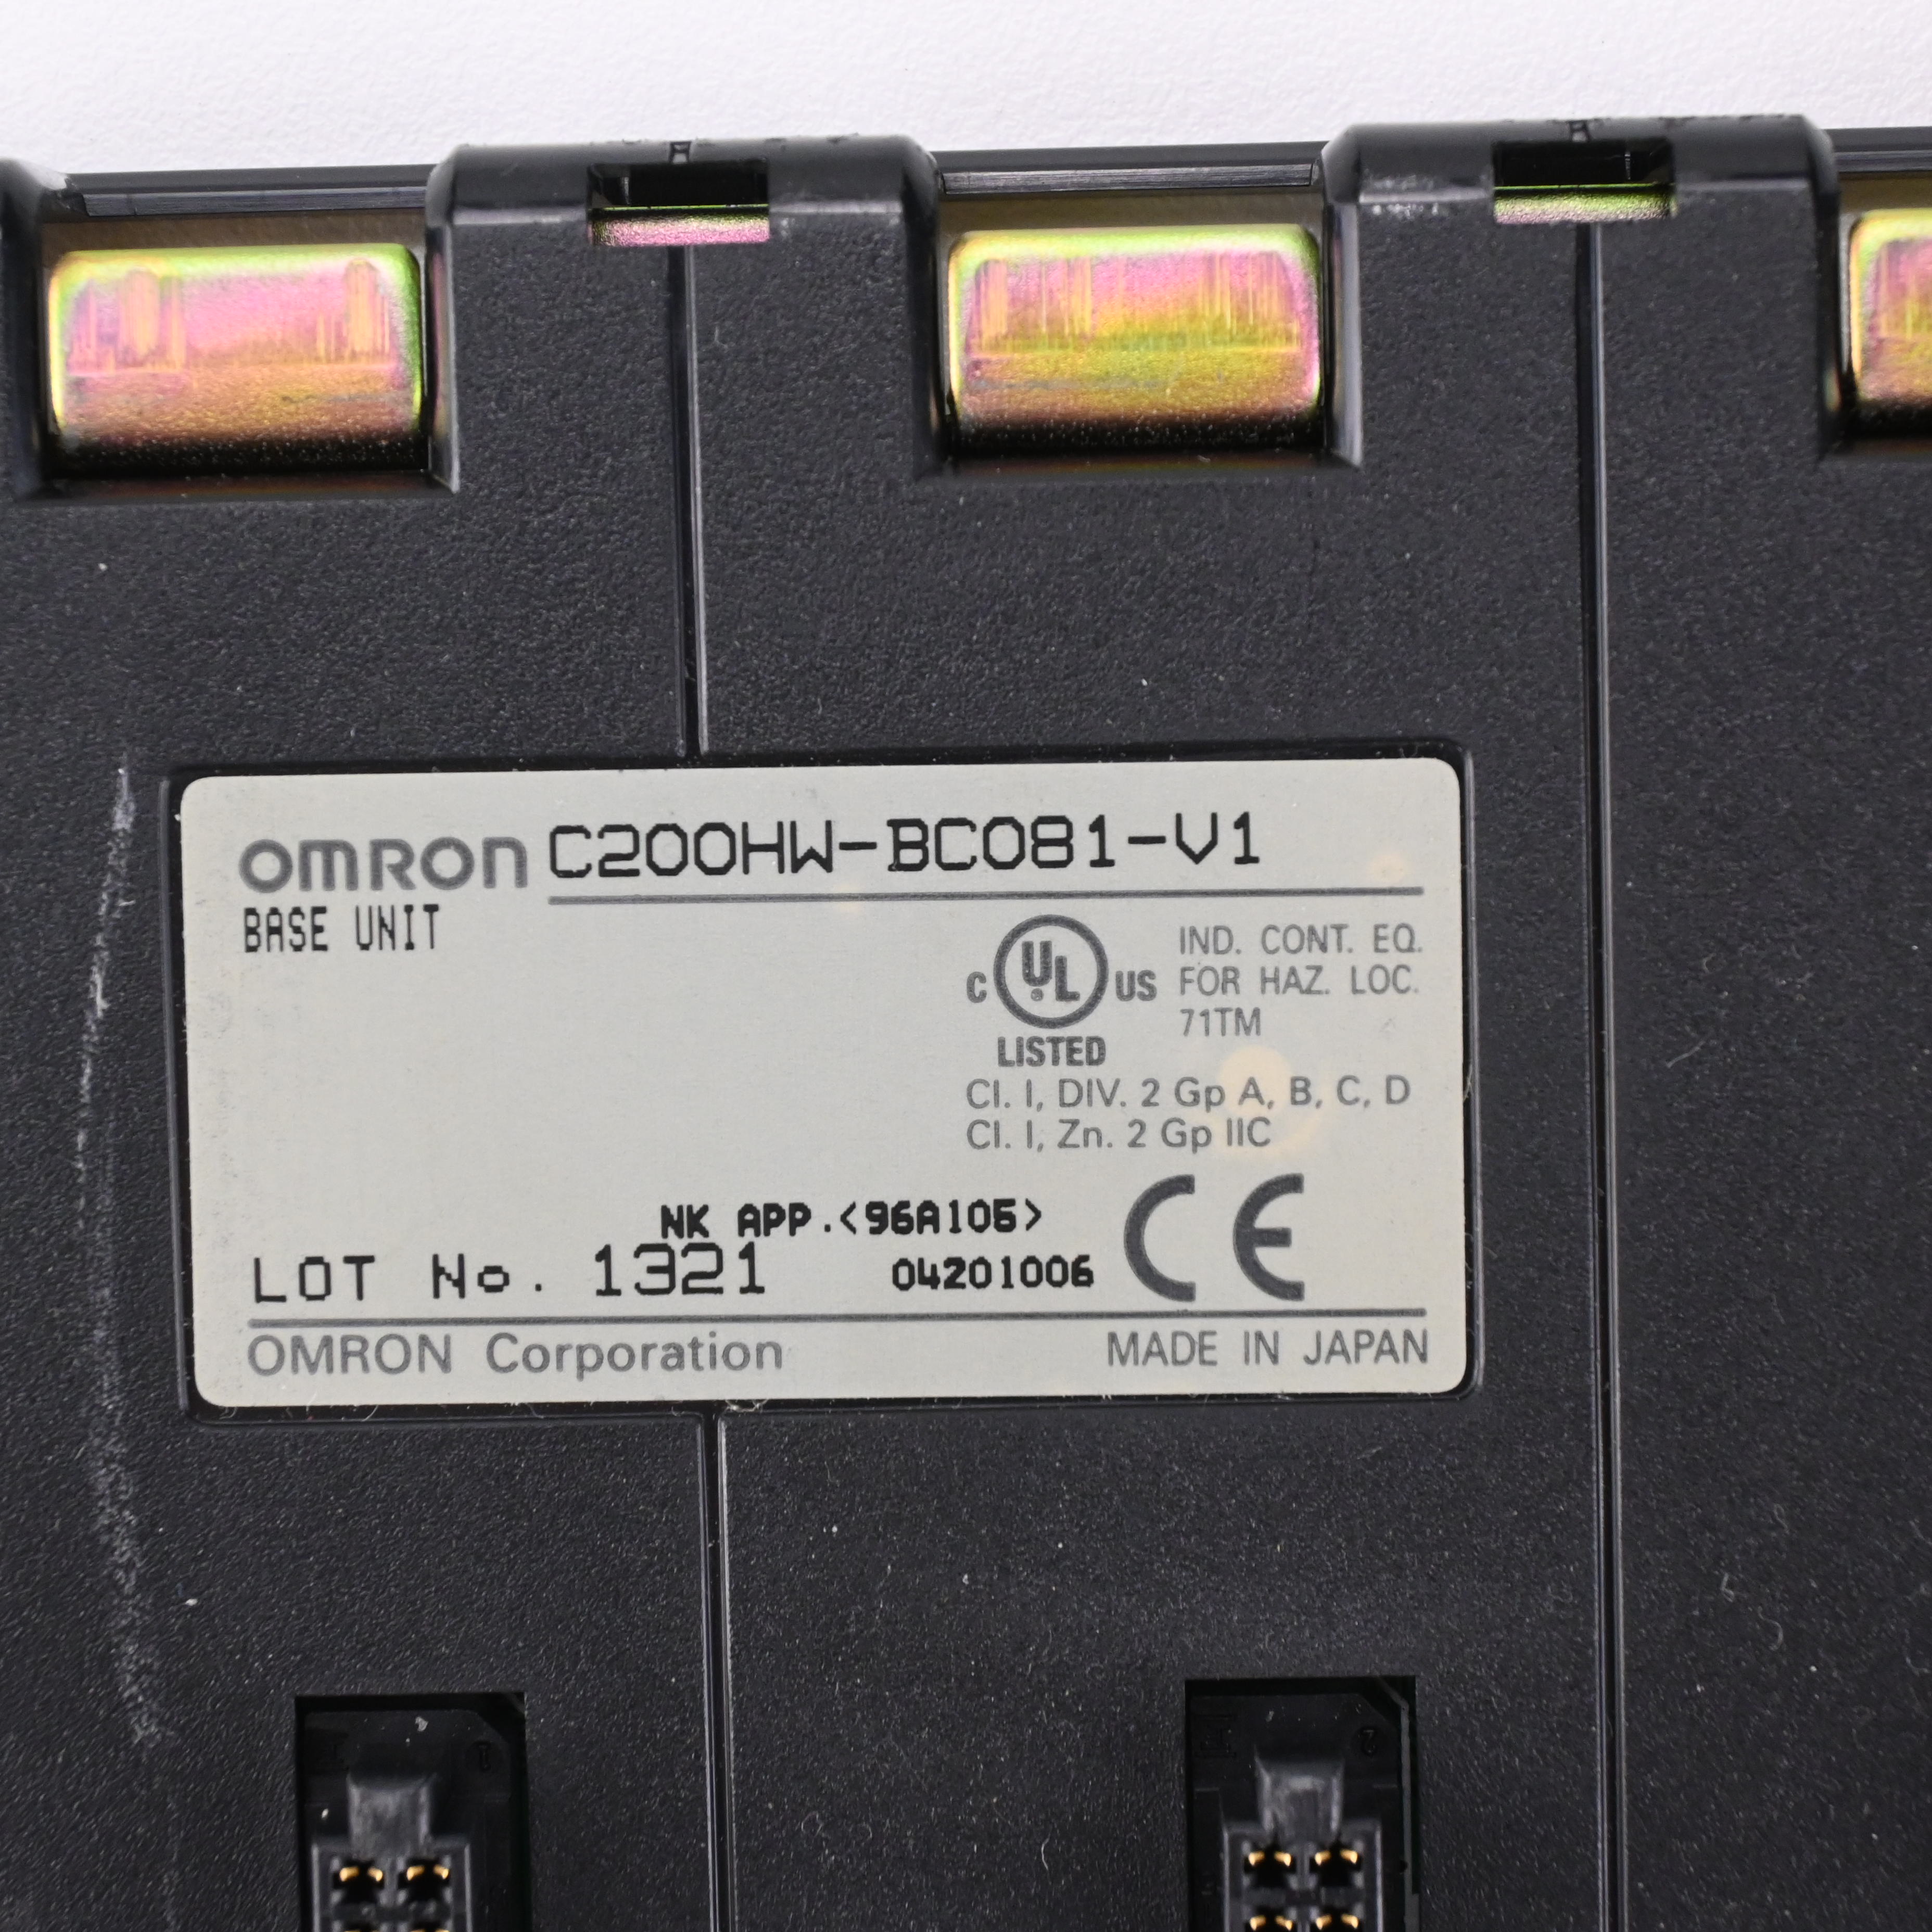 OMRON C200HW-BC081-V1
BASE UNIT
C UL US
LISTED
IND. CONT. EQ.
FOR HAZ. LOC.
71TM
Cl. I, DIV. 2 Gp A, B, C, D
Cl. I, Zn. 2 Gp IIC
NK APP.<96A105>
LOT No. 1321 04201006 CE
OMRON Corporation MADE IN JAPAN
1
2